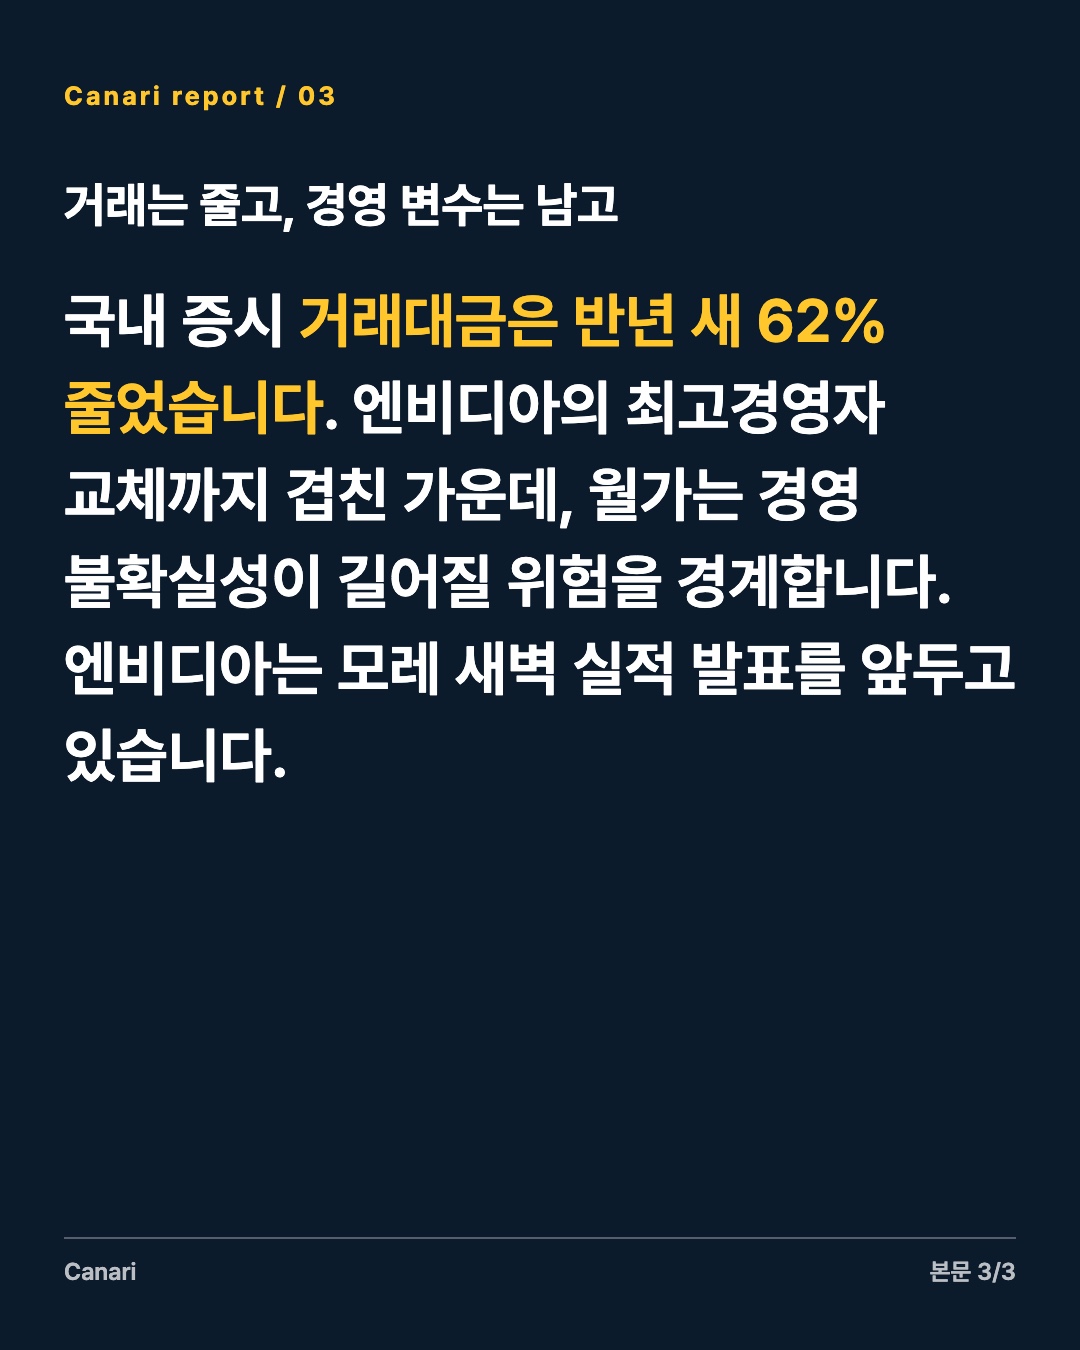 Canari report / 03
거래는 줄고, 경영 변수는 남고
국내 증시 거래대금은 반년 새 62%
줄었습니다. 엔비디아의 최고경영자
교체까지 겹친 가운데, 월가는 경영
불확실성이 길어질 위험을 경계합니다.
엔비디아는 모레 새벽 실적 발표를 앞두고
있습니다.
Canari
본문 3/3